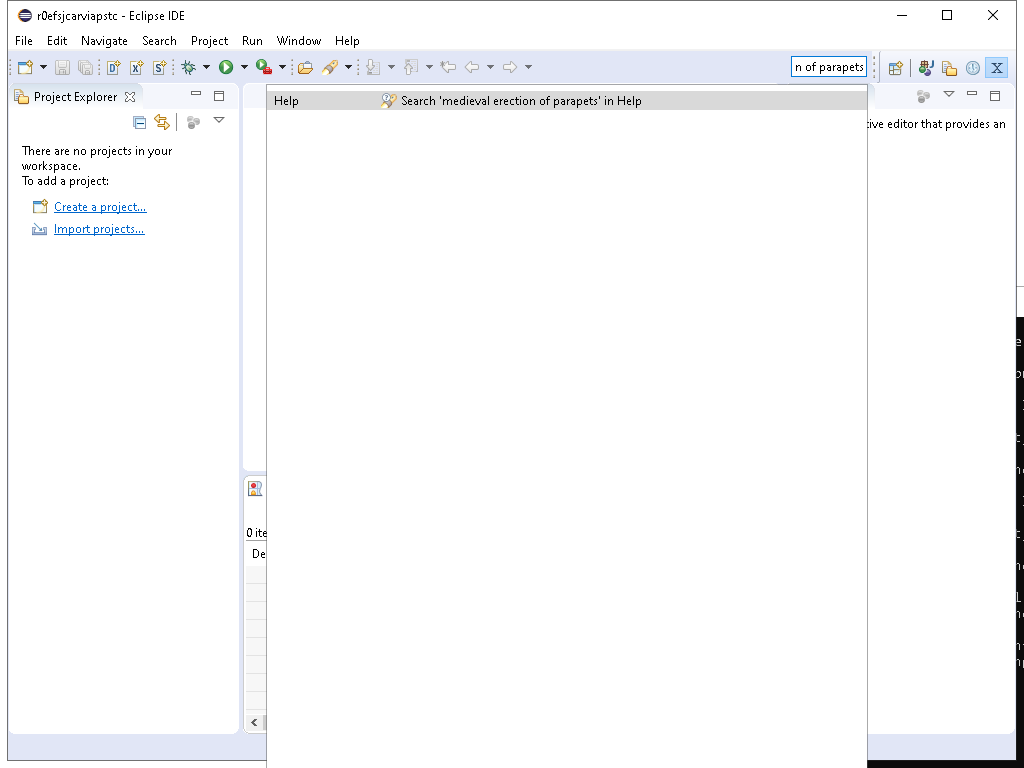 r0efsjcarviapstc - Eclipse IDE
File Edit Navigate Search Project Run Window Help
n of parapets
Project Explorer
Help Search 'medieval erection of parapets' in Help
tive editor that provides an
There are no projects in your
workspace.
To add a project:
Create a project...
Import projects...
0 ite
De